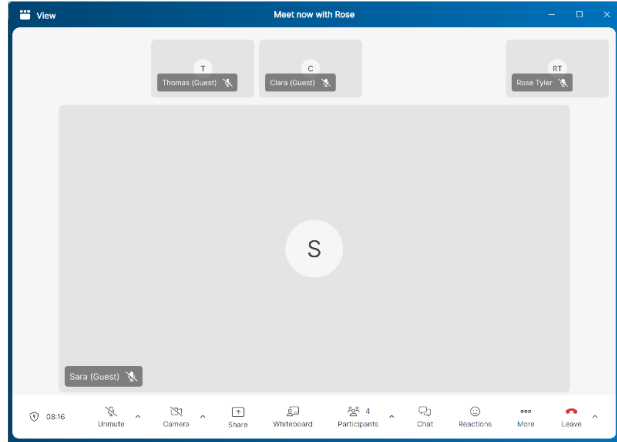 View
Meet now with Rose
T
C
RT
Thomas (Guest)
Clara (Guest)
Rose Tyler
S
Sara (Guest)
08:16
Unmute
Camera
Share
Whiteboard
4
Participants
Chat
Reactions
More
Leave